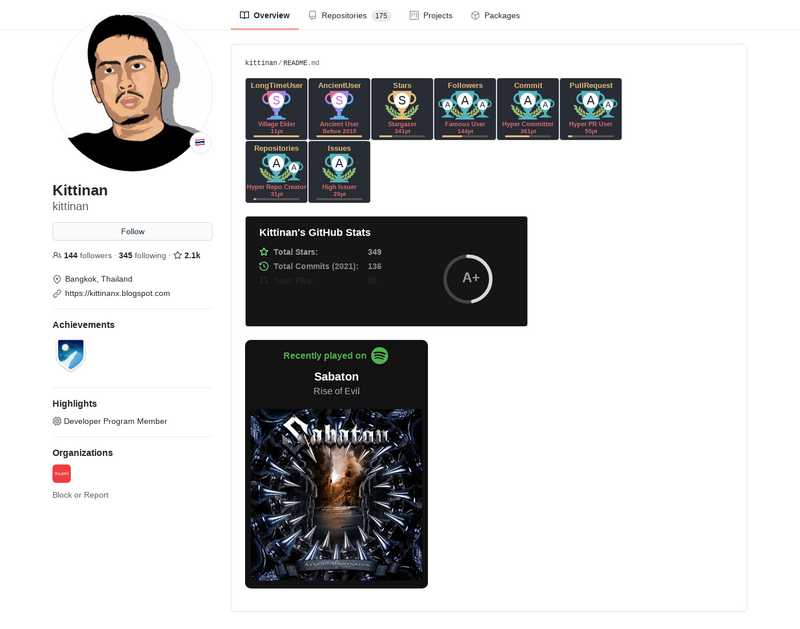 Overview
Repositories 175
Projects
Packages
kittinan / README.md
LongTimeUser
S
Village Elder
11pt
AncientUser
S
Ancient User
Before 2010
Stars
S
Stargazer
341pt
Followers
A A A
Famous User
144pt
Commit
A A
Hyper Committer
361pt
PullRequest
A A
Hyper PR User
55pt
Repositories
A A
Hyper Repo Creator
31pt
Issues
A
High Issuer
29pt
Kittinan
kittinan
Follow
144 followers · 345 following · 2.1k
Bangkok, Thailand
https://kittinanx.blogspot.com
Achievements
Highlights
Developer Program Member
Organizations
Block or Report
Kittinan's GitHub Stats
Total Stars: 349
Total Commits (2021): 136
A+
Recently played on
Sabaton
Rise of Evil
Sabaton